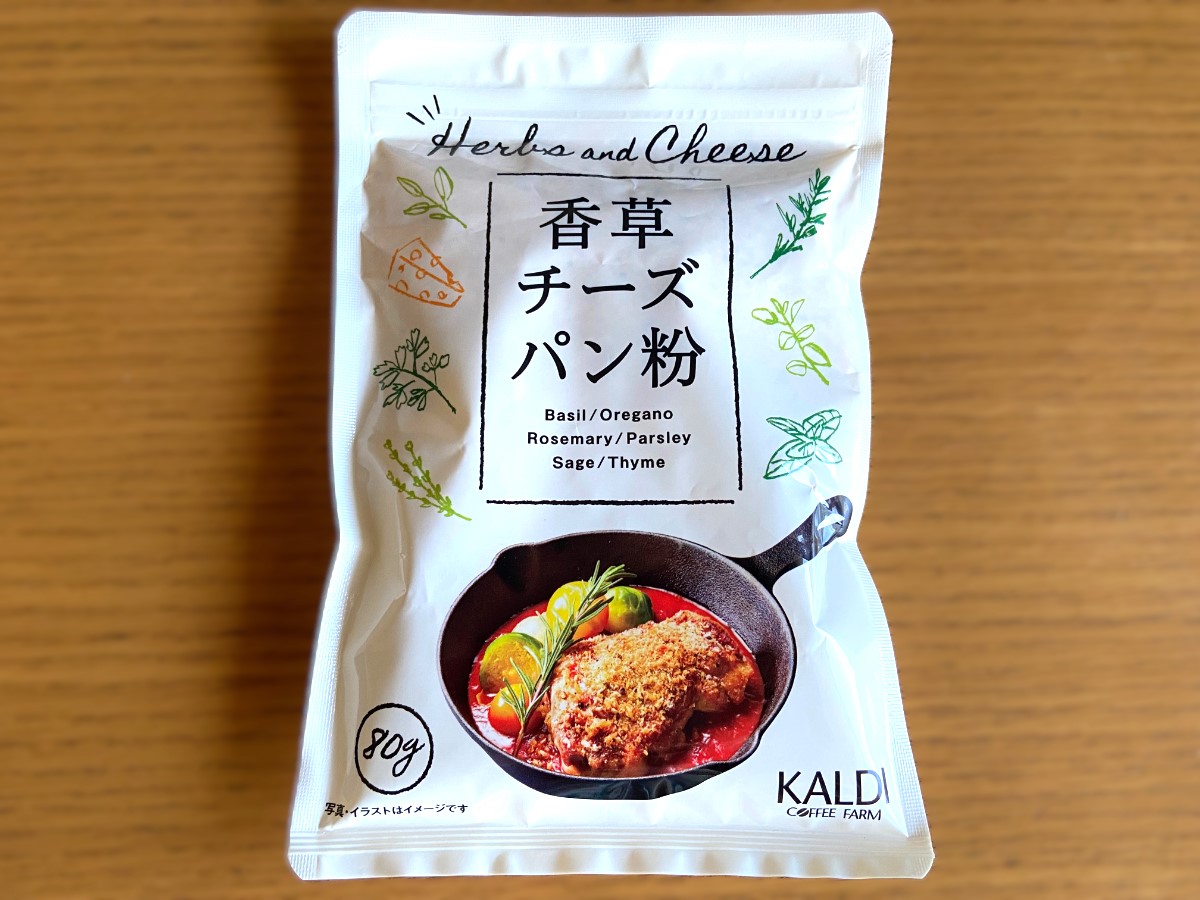 Herbs and Cheese
香草
チーズ
パン粉
Basil/Oregano
Rosemary/Parsley
Sage/Thyme
80g
写真・イラストはイメージです
KALDI
COFFEE FARM